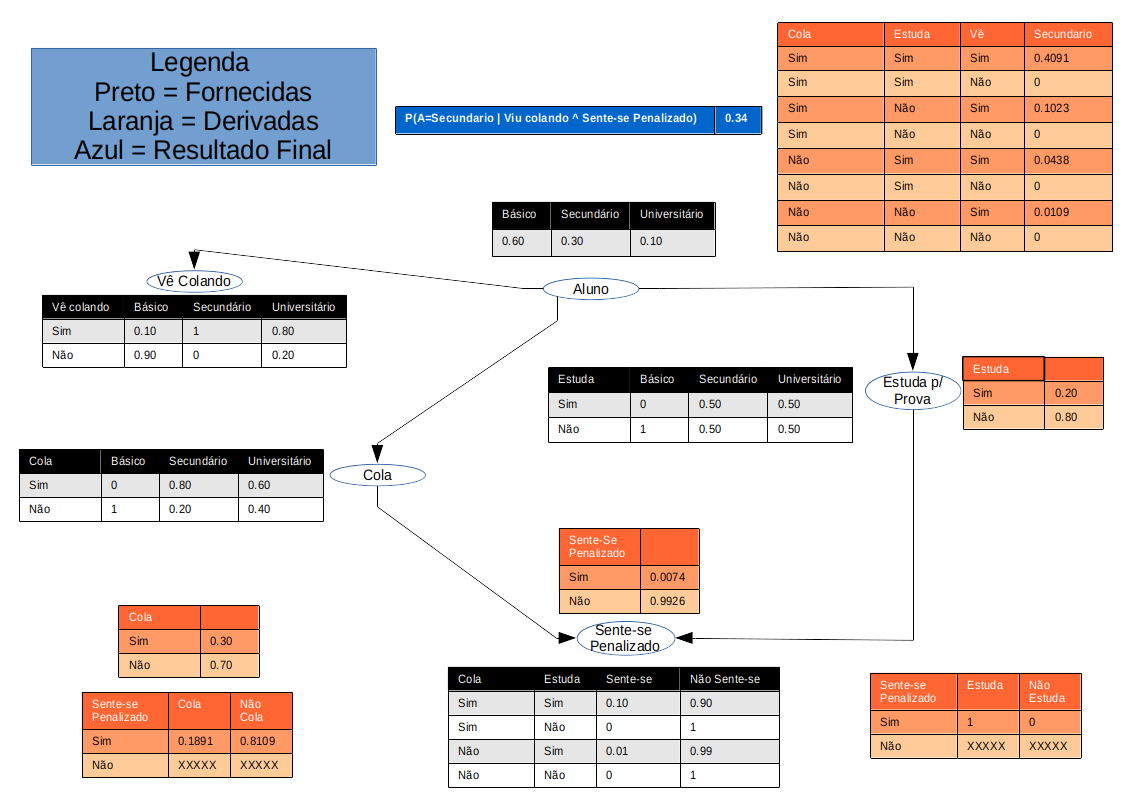 Legenda
Preto = Fornecidas
Laranja = Derivadas
Azul = Resultado Final
P(A=Secundario | Viu colando ^ Sente-se Penalizado) 0.34
Cola Estuda Vê Secundario
Sim Sim Sim 0.4091
Sim Sim Não 0
Sim Não Sim 0.1023
Sim Não Não 0
Não Sim Sim 0.0438
Não Sim Não 0
Não Não Sim 0.0109
Não Não Não 0
Básico Secundário Universitário
0.60 0.30 0.10
Vê Colando
Aluno
Vê colando Básico Secundário Universitário
Sim 0.10 1 0.80
Não 0.90 0 0.20
Estuda Básico Secundário Universitário
Sim 0 0.50 0.50
Não 1 0.50 0.50
Estuda p/
Prova
Estuda
Sim 0.20
Não 0.80
Cola Básico Secundário Universitário
Sim 0 0.80 0.60
Não 1 0.20 0.40
Cola
Sente-Se
Penalizado
Sim 0.0074
Não 0.9926
Sente-se
Penalizado
Cola
Sim 0.30
Não 0.70
Sente-se Cola Não
Penalizado Cola
Sim 0.1891 0.8109
Não XXXXX XXXXX
Cola Estuda Sente-se Não Sente-se
Sim Sim 0.10 0.90
Sim Não 0 1
Não Sim 0.01 0.99
Não Não 0 1
Sente-se Estuda Não
Penalizado Estuda
Sim 1 0
Não XXXXX XXXXX